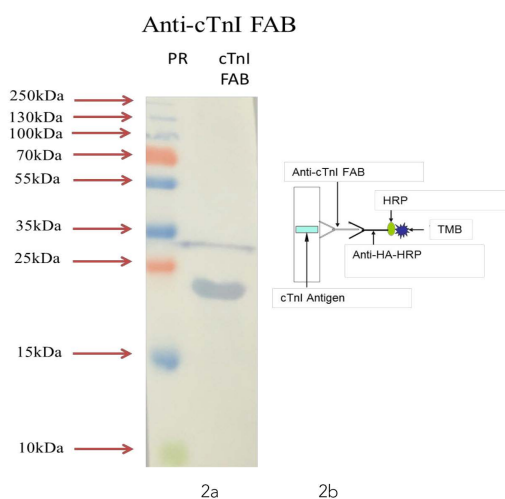 Anti-cTnI FAB
PR
cTnI
FAB
250kDa
130kDa
100kDa
70kDa
55kDa
35kDa
25kDa
15kDa
10kDa
Anti-cTnI FAB
HRP
TMB
Anti-HA-HRP
cTnI Antigen
2a
2b